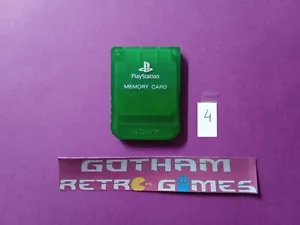 PlayStation
MEMORY CARD
4
GOTHAM
RETRO GAMES